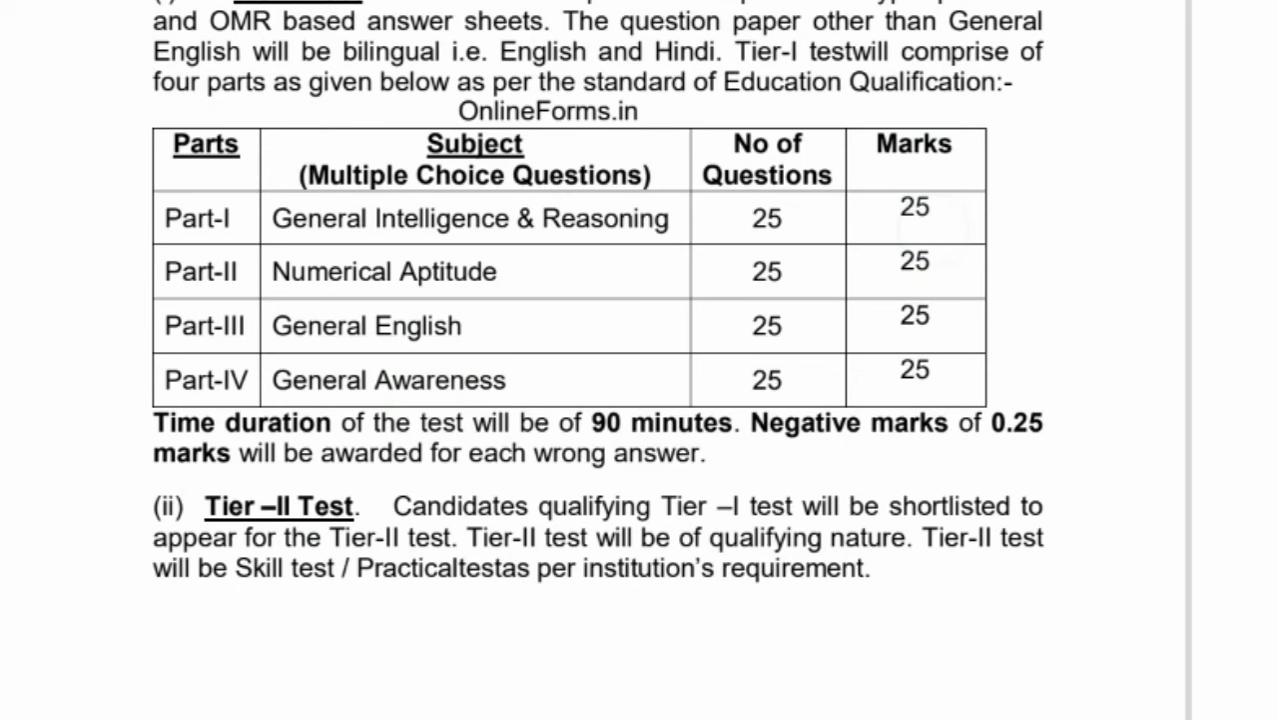 and OMR based answer sheets. The question paper other than General
English will be bilingual i.e. English and Hindi. Tier-I testwill comprise of
four parts as given below as per the standard of Education Qualification:-
OnlineForms.in
Parts Subject No of Marks
(Multiple Choice Questions) Questions
Part-I General Intelligence & Reasoning 25 25
Part-II Numerical Aptitude 25 25
Part-III General English 25 25
Part-IV General Awareness 25 25
Time duration of the test will be of 90 minutes. Negative marks of 0.25
marks will be awarded for each wrong answer.
(ii) Tier –II Test. Candidates qualifying Tier –I test will be shortlisted to
appear for the Tier-II test. Tier-II test will be of qualifying nature. Tier-II test
will be Skill test / Practicaltestas per institution's requirement.